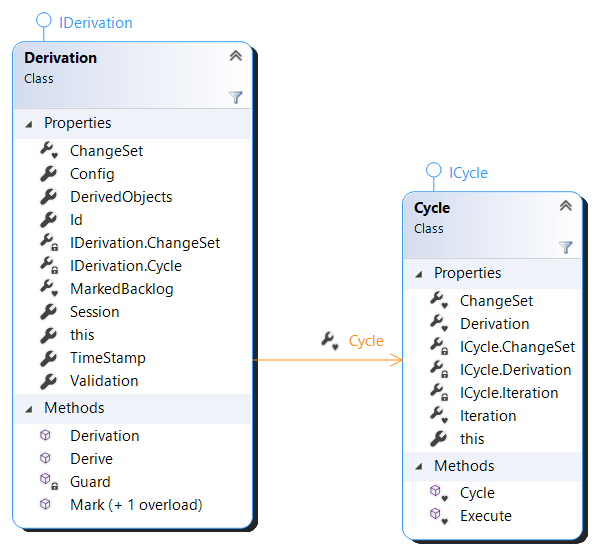 IDerivation
Derivation
Class
Properties
ChangeSet
Config
DerivedObjects
Id
IDerivation.ChangeSet
IDerivation.Cycle
MarkedBacklog
Session
this
TimeStamp
Validation
Methods
Derivation
Derive
Guard
Mark (+ 1 overload)
Cycle
ICycle
Cycle
Class
Properties
ChangeSet
Derivation
ICycle.ChangeSet
ICycle.Derivation
ICycle.Iteration
Iteration
this
Methods
Cycle
Execute